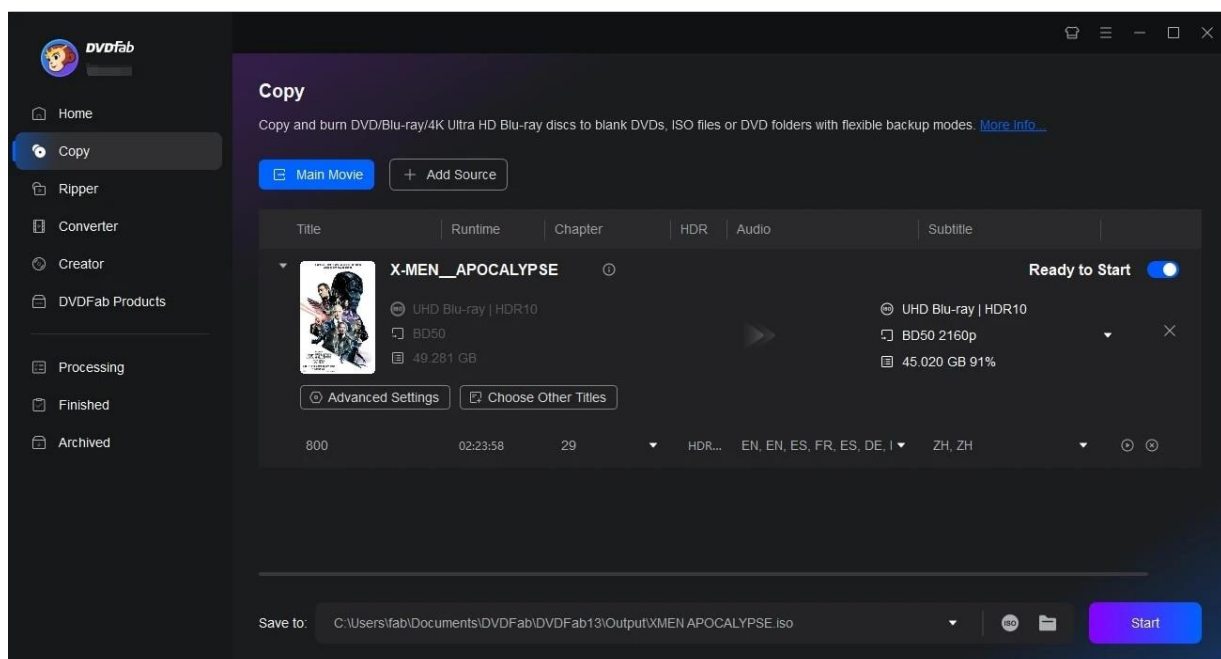 DVDFab
Home
Copy
Ripper
Converter
Creator
DVDFab Products
Processing
Finished
Archived
Copy
Copy and burn DVD/Blu-ray/4K Ultra HD Blu-ray discs to blank DVDs, ISO files or DVD folders with flexible backup modes. More Info...
Main Movie
+ Add Source
Title Runtime Chapter HDR Audio Subtitle
X-MEN__APOCALYPSE
Ready to Start
UHD Blu-ray | HDR10
BD50
49.281 GB
UHD Blu-ray | HDR10
BD50 2160p
45.020 GB 91%
Advanced Settings
Choose Other Titles
800 02:23:58 29 HDR... EN, EN, ES, FR, ES, DE, ZH, ZH
Save to: C:\Users\fab\Documents\DVDFab\DVDFab13\Output\XMEN APOCALYPSE.iso
ISO
Start